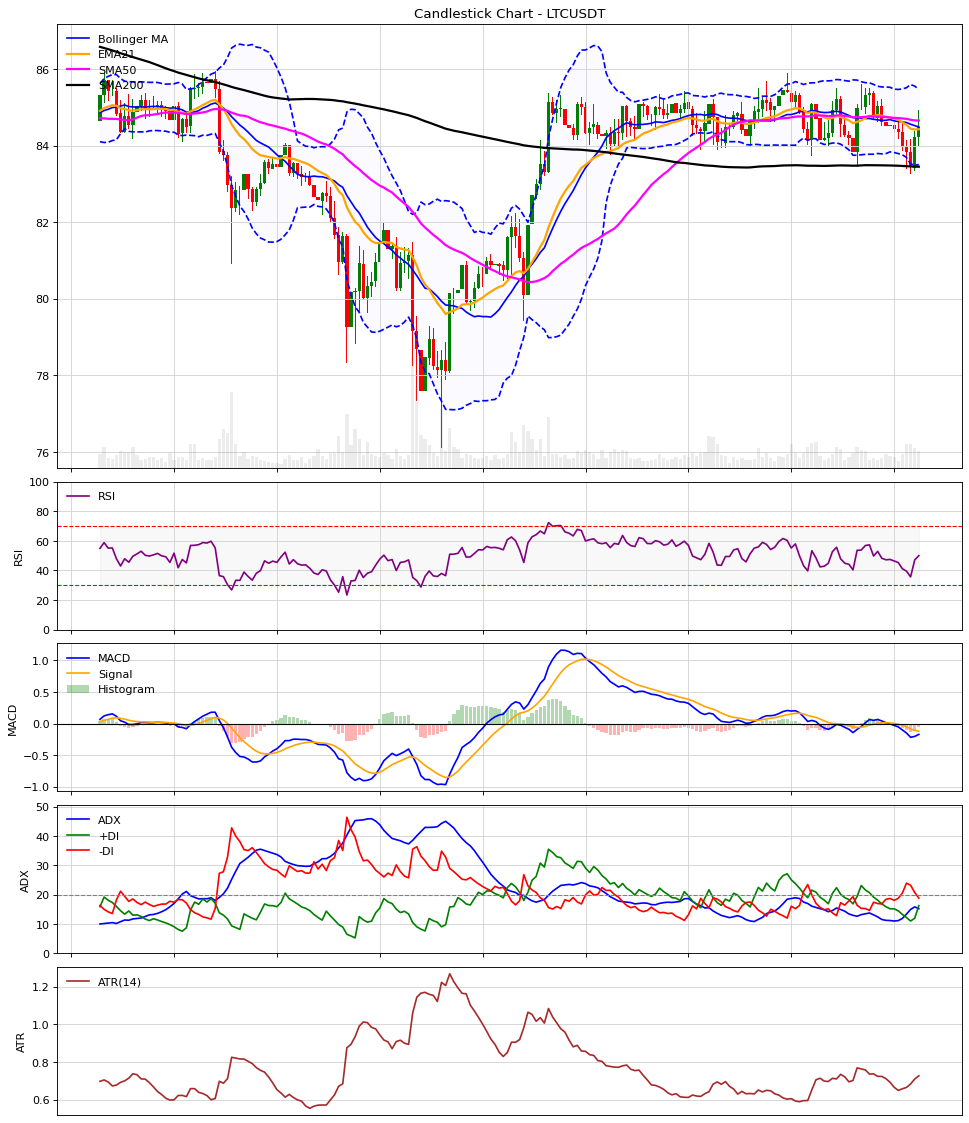 Candlestick Chart - LTCUSDT
Bollinger MA
EMA21
SMA50
SMA200
86
84
82
80
78
76
RSI
100
80
60
40
20
0
RSI
MACD
Signal
Histogram
1.0
0.5
0.0
−0.5
−1.0
MACD
ADX
+DI
-DI
50
40
30
20
10
0
ADX
ATR(14)
1.2
1.0
0.8
0.6
ATR